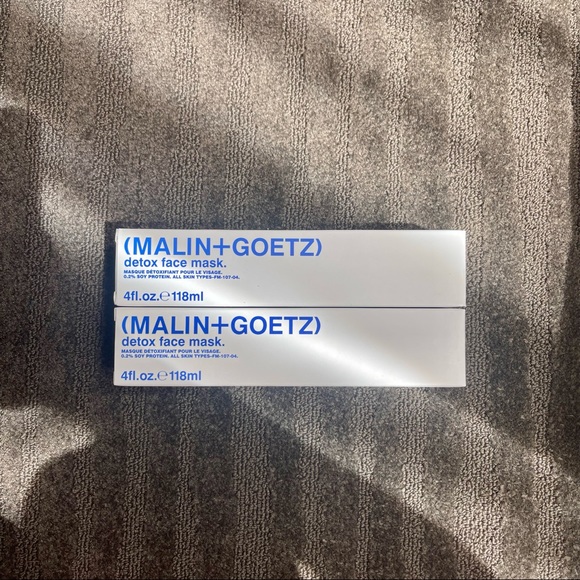 (MALIN+GOETZ)
detox face mask.
MASQUE DÉTOXIFIANT POUR LE VISAGE.
0.2% SOY PROTEIN. ALL SKIN TYPES-FM-107-04.
4fl.oz.℮118ml
(MALIN+GOETZ)
detox face mask.
MASQUE DÉTOXIFIANT POUR LE VISAGE.
0.2% SOY PROTEIN. ALL SKIN TYPES-FM-107-04.
4fl.oz.℮118ml